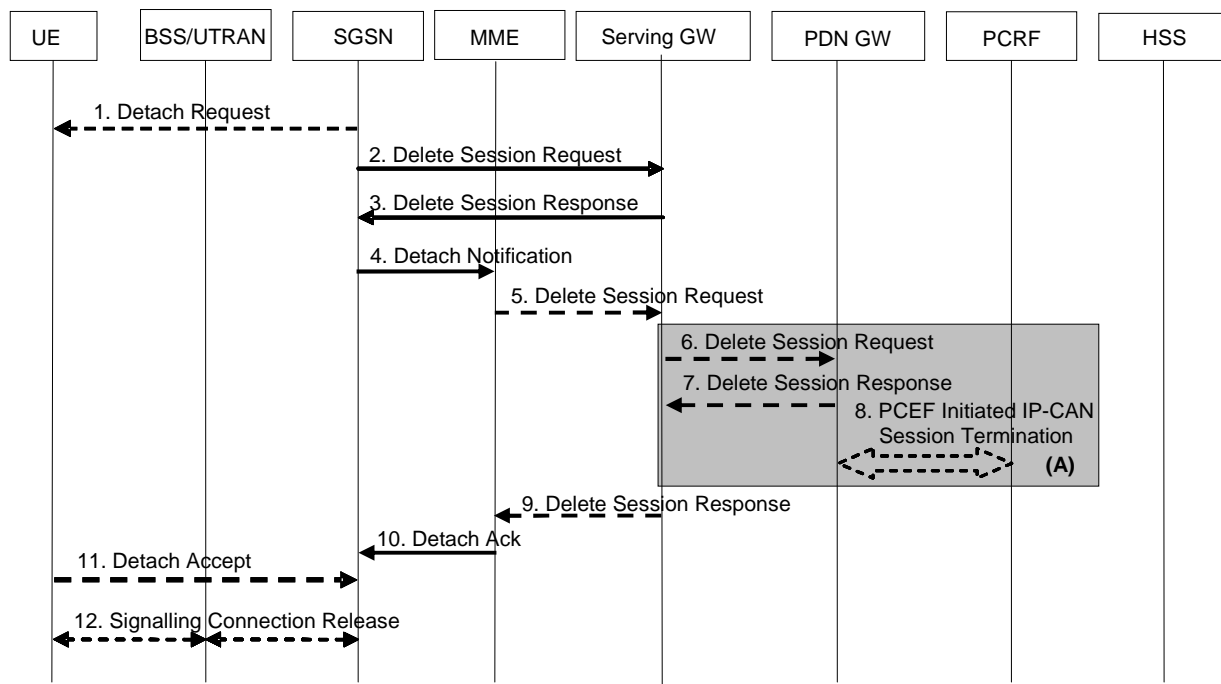 UE
BSS/UTRAN
SGSN
MME
Serving GW
PDN GW
PCRF
HSS
1. Detach Request
2. Delete Session Request
3. Delete Session Response
4. Detach Notification
5. Delete Session Request
6. Delete Session Request
7. Delete Session Response
8. PCEF Initiated IP-CAN
Session Termination
(A)
9. Delete Session Response
10. Detach Ack
11. Detach Accept
12. Signalling Connection Release